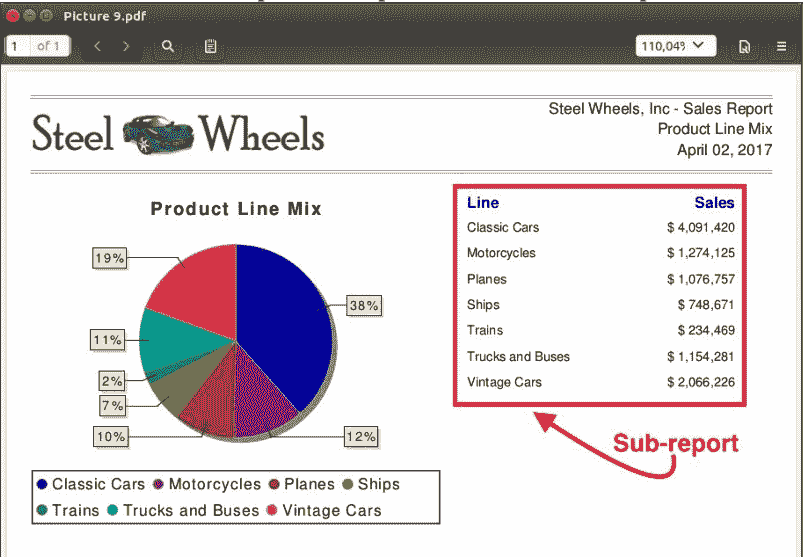 Picture 9.pdf
1 of 1
110,04%
Steel Wheels
Steel Wheels, Inc - Sales Report
Product Line Mix
April 02, 2017
Product Line Mix
19%
38%
11%
2%
7%
10%
12%
Classic Cars Motorcycles Planes Ships
Trains Trucks and Buses Vintage Cars
Line Sales
Classic Cars $ 4,091,420
Motorcycles $ 1,274,125
Planes $ 1,076,757
Ships $ 748,671
Trains $ 234,469
Trucks and Buses $ 1,154,281
Vintage Cars $ 2,066,226
Sub-report